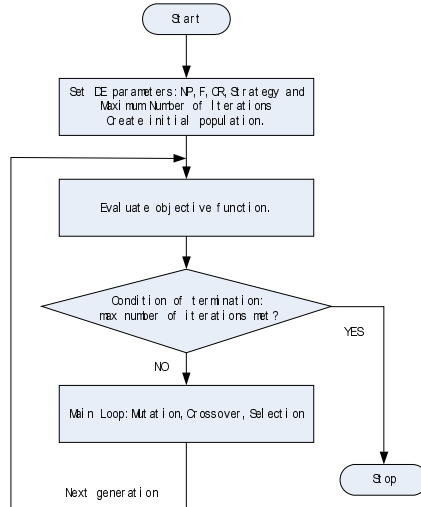 Start
Set DE parameters: NP, F, CR, Strategy and
Maximum Number of Iterations
Create initial population.
Evaluate objective function.
Condition of termination:
max number of iterations met?
YES
NO
Main Loop: Mutation, Crossover, Selection
Stop
Next generation